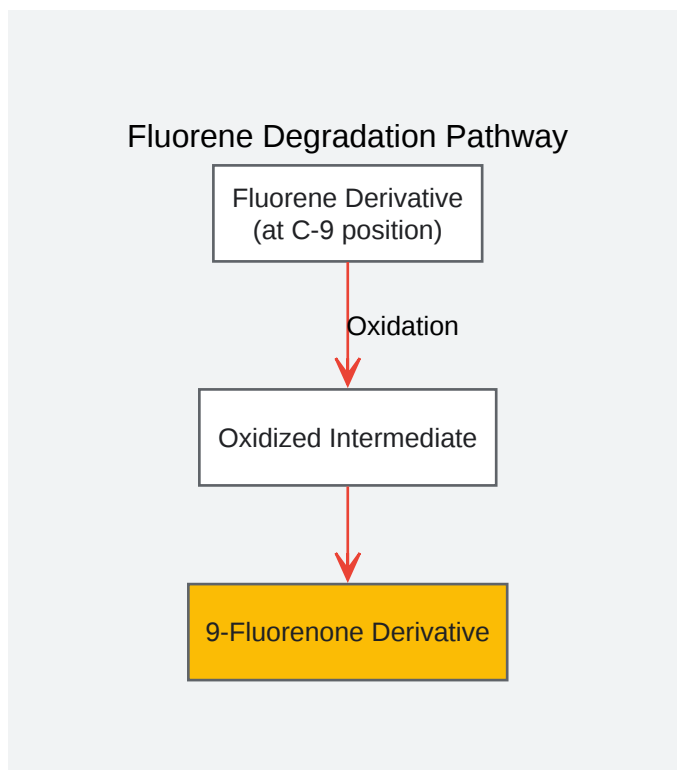 Fluorene Degradation Pathway
Fluorene Derivative
(at C-9 position)
Oxidation
Oxidized Intermediate
9-Fluorenone Derivative